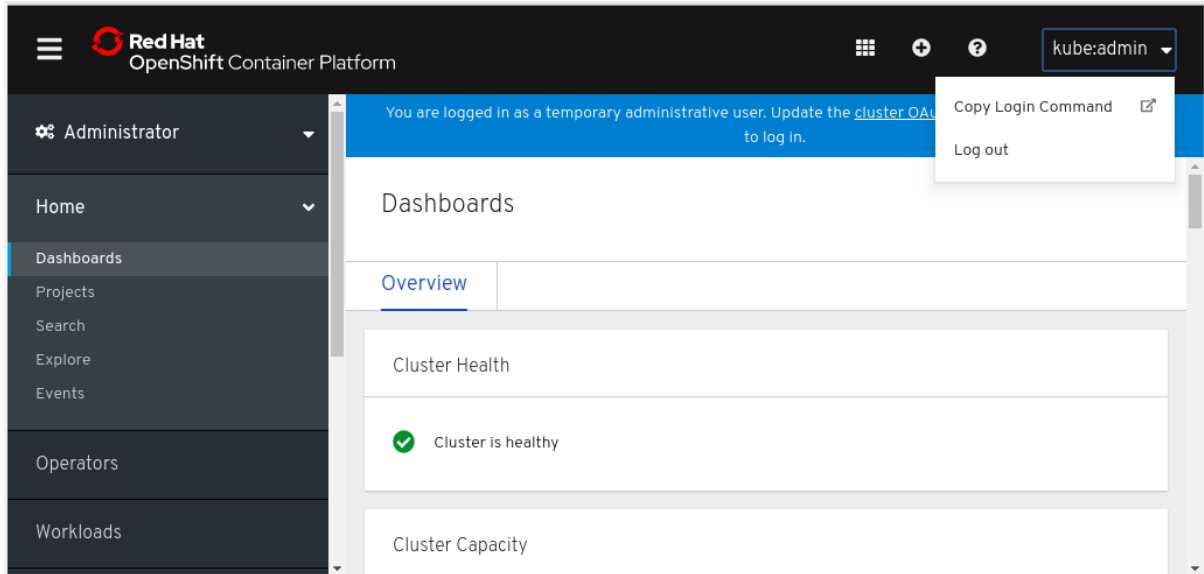 Red Hat
OpenShift Container Platform
kube:admin
Copy Login Command
Log out
Administrator
You are logged in as a temporary administrative user. Update the cluster
to log in.
Home
Dashboards
Projects
Search
Explore
Events
Operators
Workloads
Dashboards
Overview
Cluster Health
Cluster is healthy
Cluster Capacity